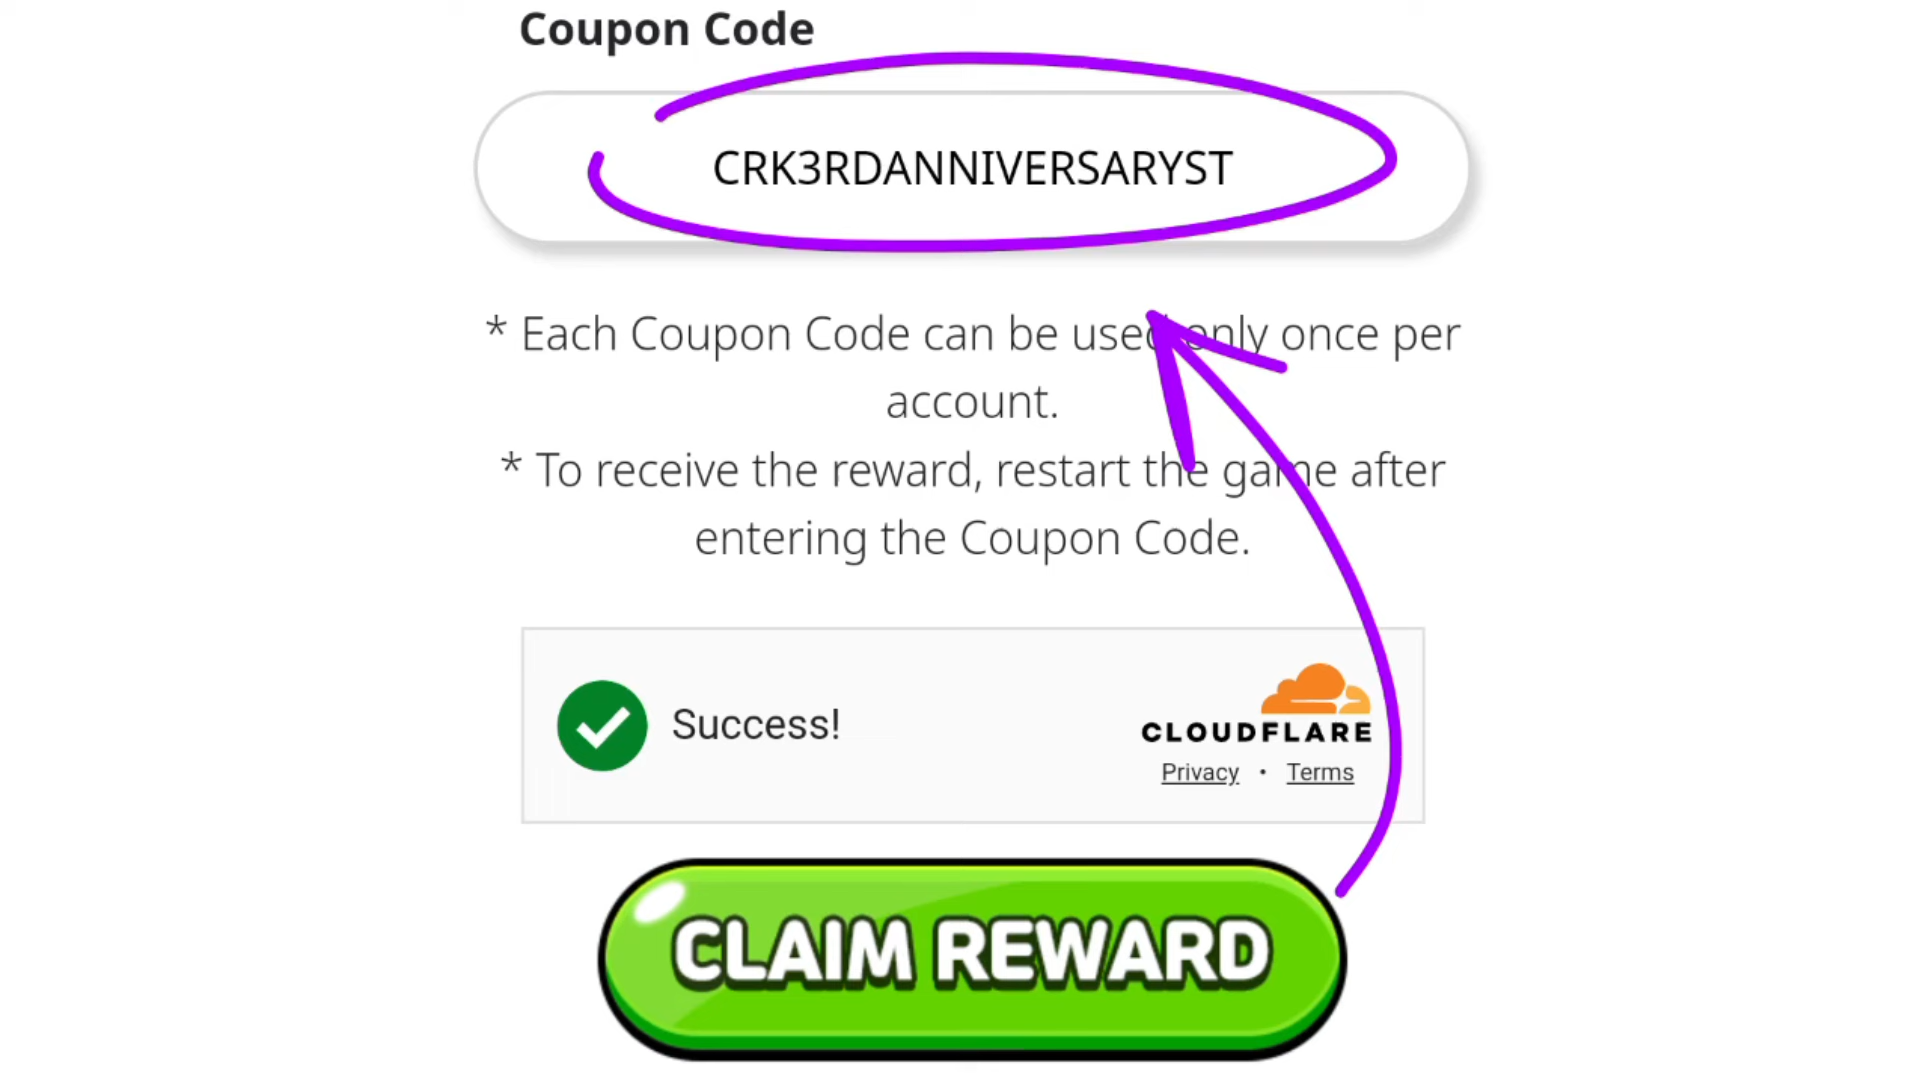 Coupon Code
CRK3RDANNIVERSARYST
* Each Coupon Code can be used only once per
account.
* To receive the reward, restart the game after
entering the Coupon Code.
Success!
CLOUDFLARE
Privacy • Terms
CLAIM REWARD